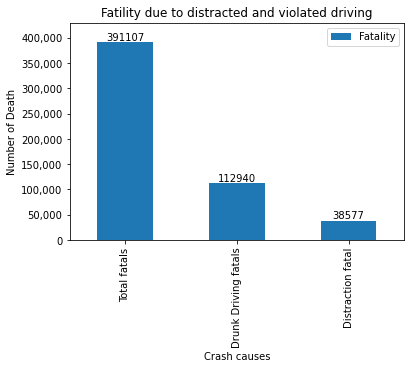 Fatility due to distracted and violated driving
Fatality
Number of Death
400,000
350,000
300,000
250,000
200,000
150,000
100,000
50,000
0
391107
112940
38577
Total fatals
Drunk Driving fatals
Distraction fatal
Crash causes